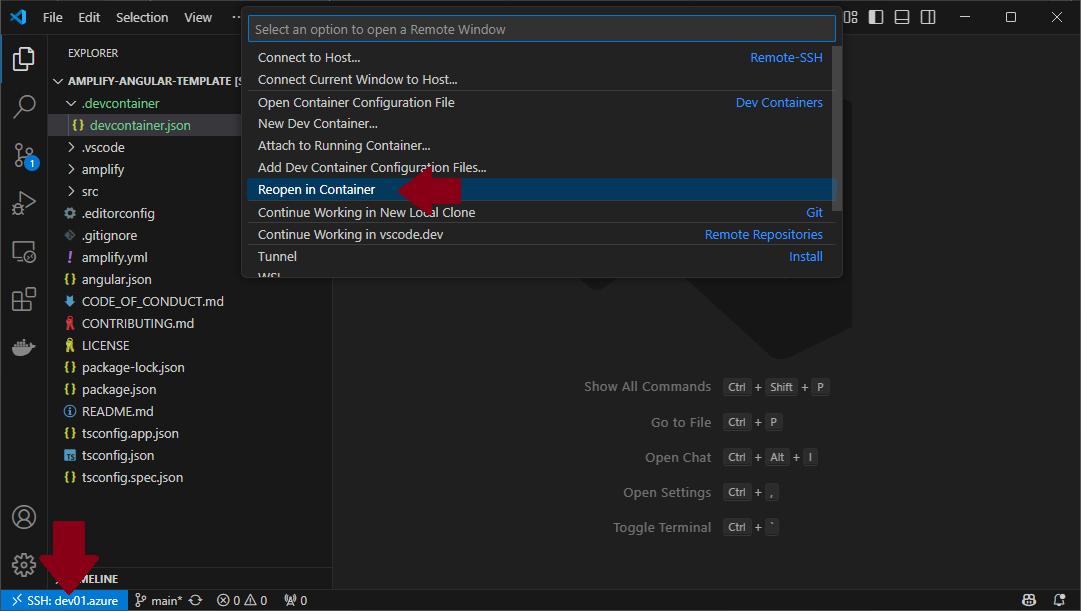 File Edit Selection View ··
Select an option to open a Remote Window
EXPLORER
Connect to Host... Remote-SSH
AMPLIFY-ANGULAR-TEMPLATE [S
Connect Current Window to Host...
.devcontainer
Open Container Configuration File Dev Containers
{} devcontainer.json
New Dev Container...
.vscode
Attach to Running Container...
1
amplify
Add Dev Container Configuration Files...
src
Reopen in Container
.editorconfig
Continue Working in New Local Clone Git
.gitignore
Continue Working in vscode.dev Remote Repositories
! amplify.yml
Tunnel Install
{} angular.json
WSL
CODE_OF_CONDUCT.md
CONTRIBUTING.md
LICENSE
{} package-lock.json
{} package.json
README.md
{} tsconfig.app.json
TS tsconfig.json
{} tsconfig.spec.json
Show All Commands Ctrl + Shift + P
Go to File Ctrl + P
Open Chat Ctrl + Alt + I
Open Settings Ctrl + ,
Toggle Terminal Ctrl + `
MELINE
SSH: dev01.azure main* 0 0 0